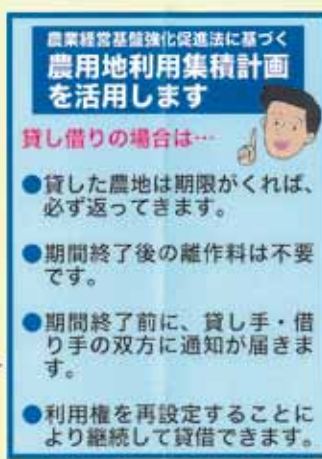 農業経営基盤強化促進法に基づく
農用地利用集積計画
を活用します
貸し借りの場合は…
●貸した農地は期限がくれば、
必ず返ってきます。
●期間終了後の離作料は不要
です。
●期間終了前に、貸し手・借
り手の双方に通知が届きま
す。
●利用権を再設定することに
より継続して貸借できます。